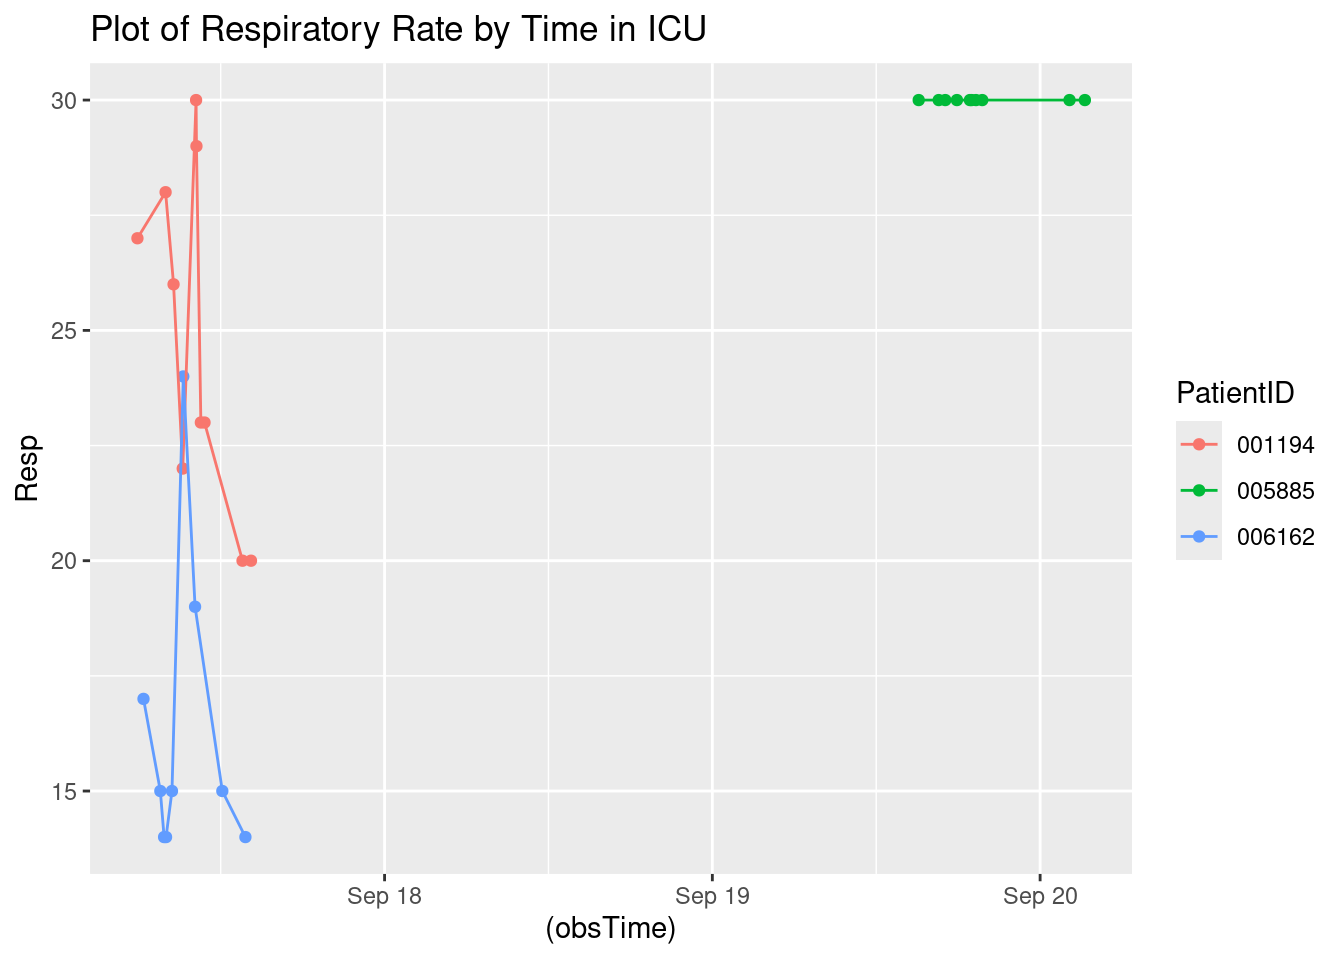 Plot of Respiratory Rate by Time in ICU
30
25
20
15
Resp
Sep 18
Sep 19
Sep 20
(obsTime)
PatientID
001194
005885
006162